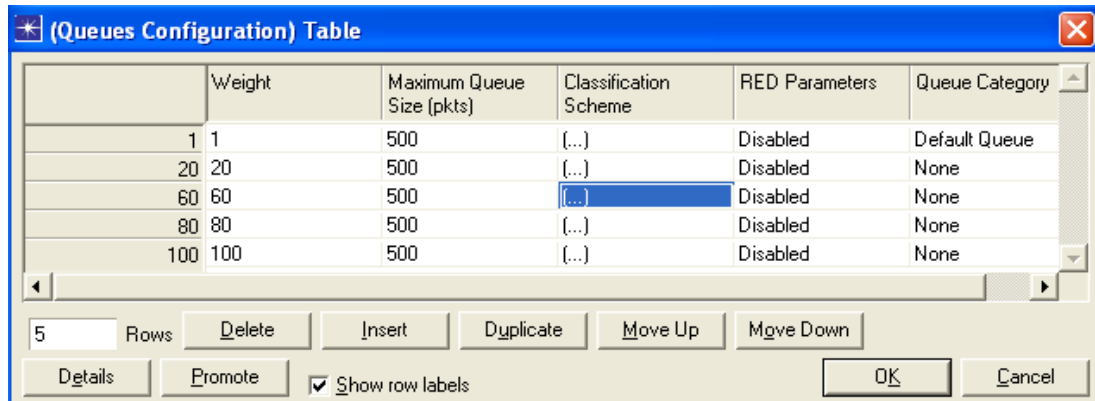 (Queues Configuration) Table
Weight Maximum Queue Size (pkts) Classification Scheme RED Parameters Queue Category
1 1 500 (...) Disabled Default Queue
20 20 500 (...) Disabled None
60 60 500 (...) Disabled None
80 80 500 (...) Disabled None
100 100 500 (...) Disabled None
5 Rows Delete Insert Duplicate Move Up Move Down
Details Promote Show row labels OK Cancel